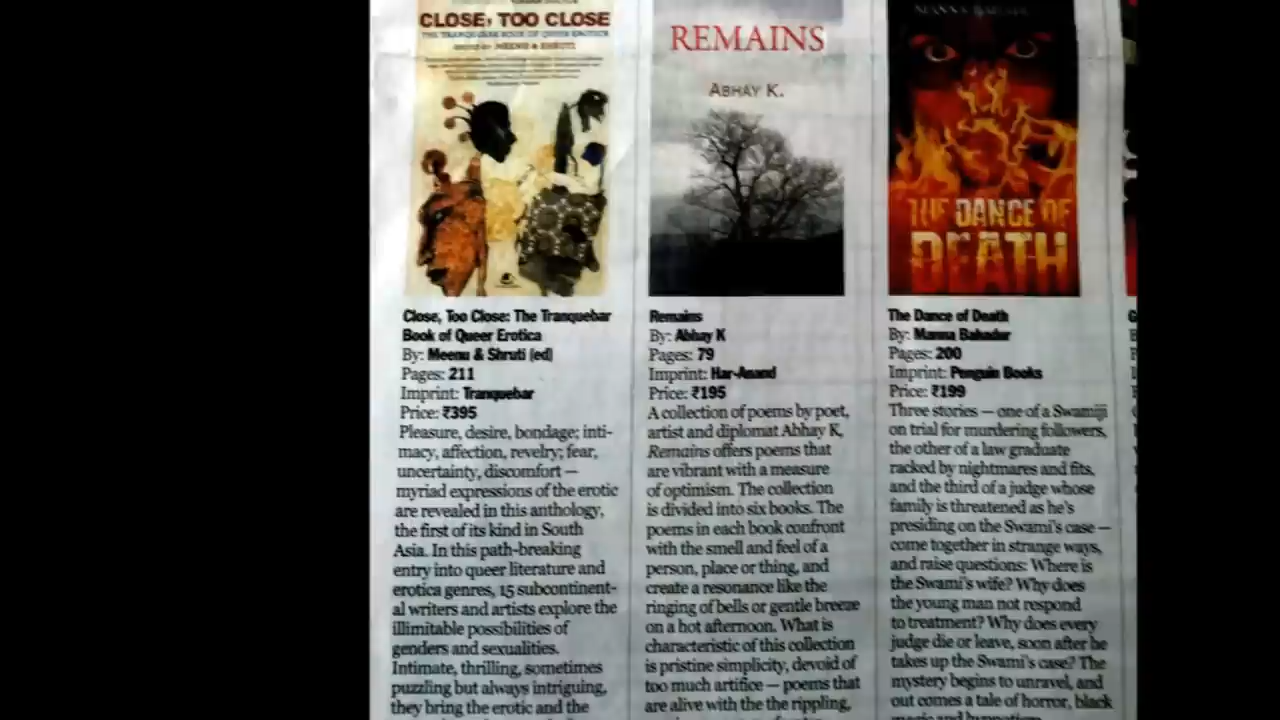 CLOSE, TOO CLOSE
THE TRANQUEBAR BOOK OF QUEER EROTICA
EDITED BY MEENU & SHRUTI
Close, Too Close: The Tranquebar
Book of Queer Erotica
By: Meenu & Shruti (ed)
Pages: 211
Imprint: Tranquebar
Price: ₹395
Pleasure, desire, bondage; inti-
macy, affection, revelry; fear,
uncertainty, discomfort —
myriad expressions of the erotic
are revealed in this anthology,
the first of its kind in South
Asia. In this path-breaking
entry into queer literature and
erotica genres, 15 subcontinent-
al writers and artists explore the
illimitable possibilities of
genders and sexualities.
Intimate, thrilling, sometimes
puzzling but always intriguing,
they bring the erotic and the
REMAINS
ABHAY K.
Remains
By: Abhay K
Pages: 79
Imprint: Har-Anand
Price: ₹195
A collection of poems by poet,
artist and diplomat Abhay K,
Remains offers poems that
are vibrant with a measure
of optimism. The collection
is divided into six books. The
poems in each book confront
with the smell and feel of a
person, place or thing, and
create a resonance like the
ringing of bells or gentle breeze
on a hot afternoon. What is
characteristic of this collection
is pristine simplicity, devoid of
too much artifice — poems that
are alive with the the rippling,
THE DANCE OF
DEATH
The Dance of Death
By: Manna Bahadur
Pages: 200
Imprint: Penguin Books
Price: ₹199
Three stories — one of a Swamiji
on trial for murdering followers,
the other of a law graduate
racked by nightmares and fits,
and the third of a judge whose
family is threatened as he's
presiding on the Swami's case —
come together in strange ways,
and raise questions: Where is
the Swami's wife? Why does
the young man not respond
to treatment? Why does every
judge die or leave, soon after he
takes up the Swami's case? The
mystery begins to unravel, and
out comes a tale of horror, black
magic and hypnotism.